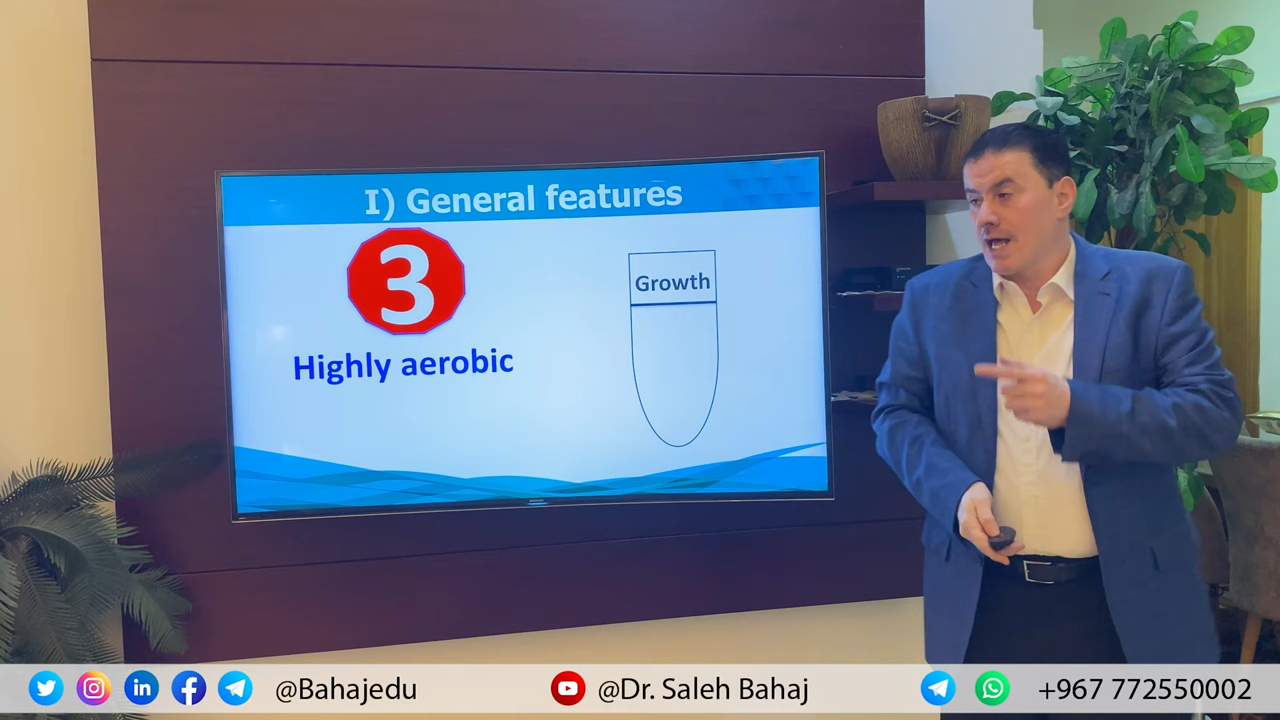 I) General features
3
Growth
Highly aerobic
@Bahajedu
@Dr. Saleh Bahaj
+967 772550002